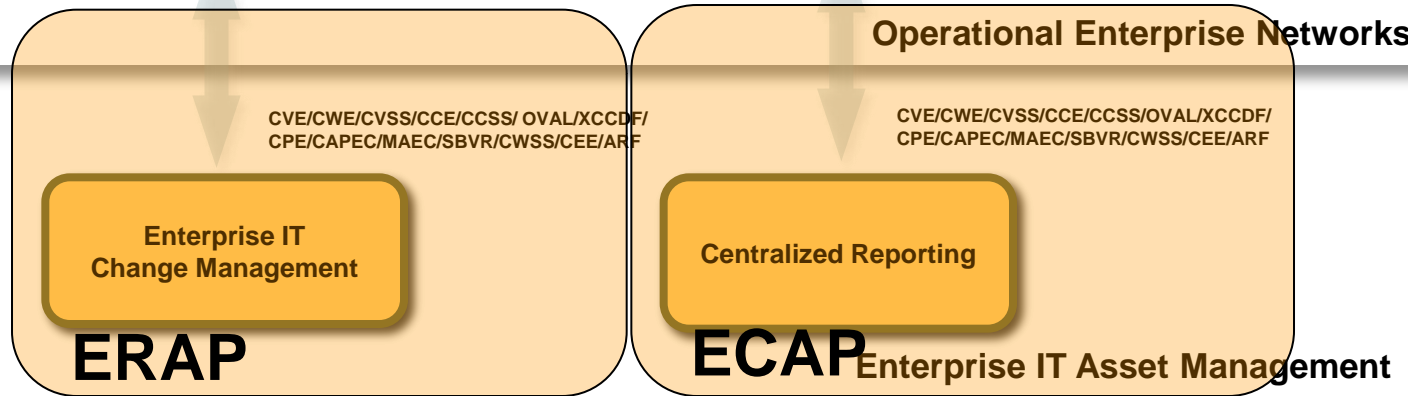 Operational Enterprise Networks
CVE/CWE/CVSS/CCE/CCSS/ OVAL/XCCDF/
CPE/CAPEC/MAEC/SBVR/CWSS/CEE/ARF
CVE/CWE/CVSS/CCE/CCSS/OVAL/XCCDF/
CPE/CAPEC/MAEC/SBVR/CWSS/CEE/ARF
Enterprise IT
Change Management
Centralized Reporting
ERAP
ECAP
Enterprise IT Asset Management